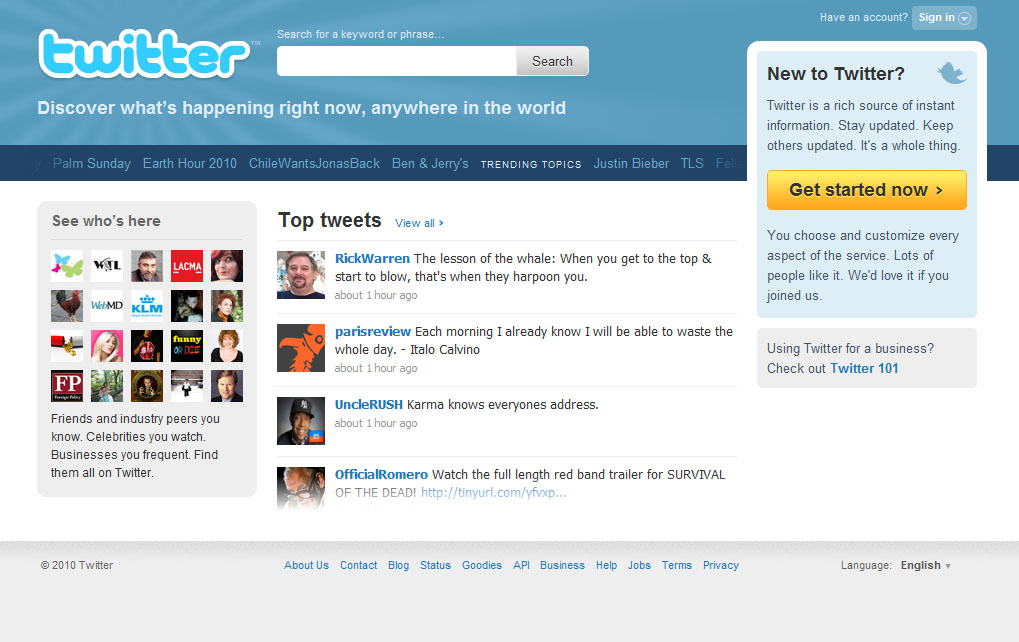 twitter™
Search for a keyword or phrase...
Search
Have an account? Sign in
Discover what's happening right now, anywhere in the world
Palm Sunday Earth Hour 2010 ChileWantsJonasBack Ben & Jerry's TRENDING TOPICS Justin Bieber TLS
New to Twitter?
Twitter is a rich source of instant
information. Stay updated. Keep
others updated. It's a whole thing.
Get started now ›
You choose and customize every
aspect of the service. Lots of
people like it. We'd love it if you
joined us.
Using Twitter for a business?
Check out Twitter 101
See who's here
LACMA
WebMD
KLM
funny
OR DIE
FP
Foreign Policy
Friends and industry peers you
know. Celebrities you watch.
Businesses you frequent. Find
them all on Twitter.
Top tweets View all ›
RickWarren The lesson of the whale: When you get to the top &
start to blow, that's when they harpoon you.
about 1 hour ago
parisreview Each morning I already know I will be able to waste the
whole day. - Italo Calvino
about 1 hour ago
UncleRUSH Karma knows everyones address.
about 1 hour ago
OfficialRomero Watch the full length red band trailer for SURVIVAL
OF THE DEAD! http://tinyurl.com/yfvxp...
© 2010 Twitter
About Us Contact Blog Status Goodies API Business Help Jobs Terms Privacy
Language: English